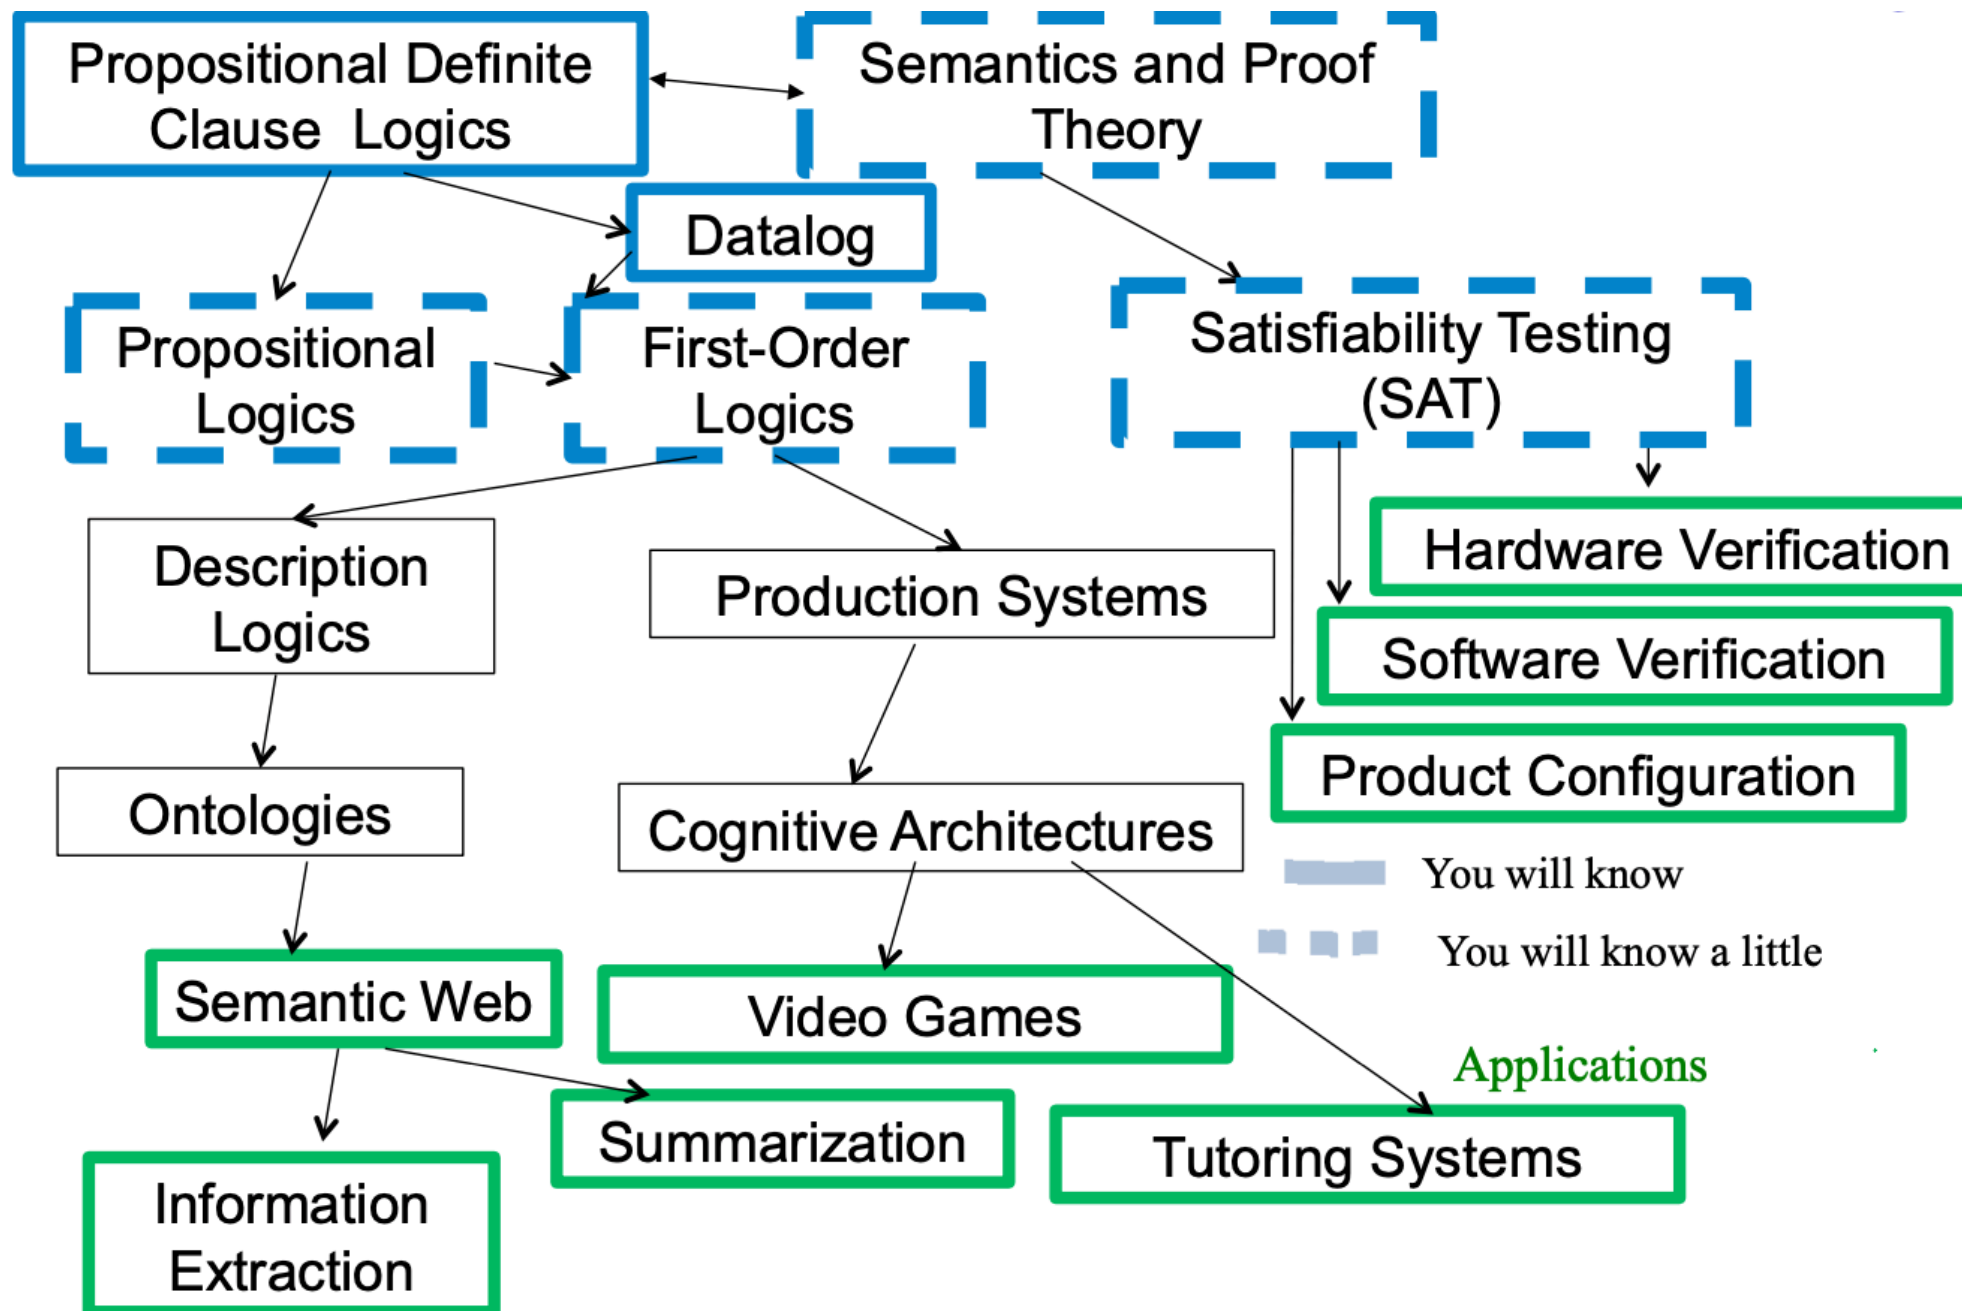 Propositional Definite
Clause Logics
Semantics and Proof
Theory
Datalog
Propositional
Logics
First-Order
Logics
Satisfiability Testing
(SAT)
Description
Logics
Production Systems
Hardware Verification
Software Verification
Product Configuration
Ontologies
Cognitive Architectures
You will know
You will know a little
Semantic Web
Video Games
Applications
Summarization
Tutoring Systems
Information
Extraction